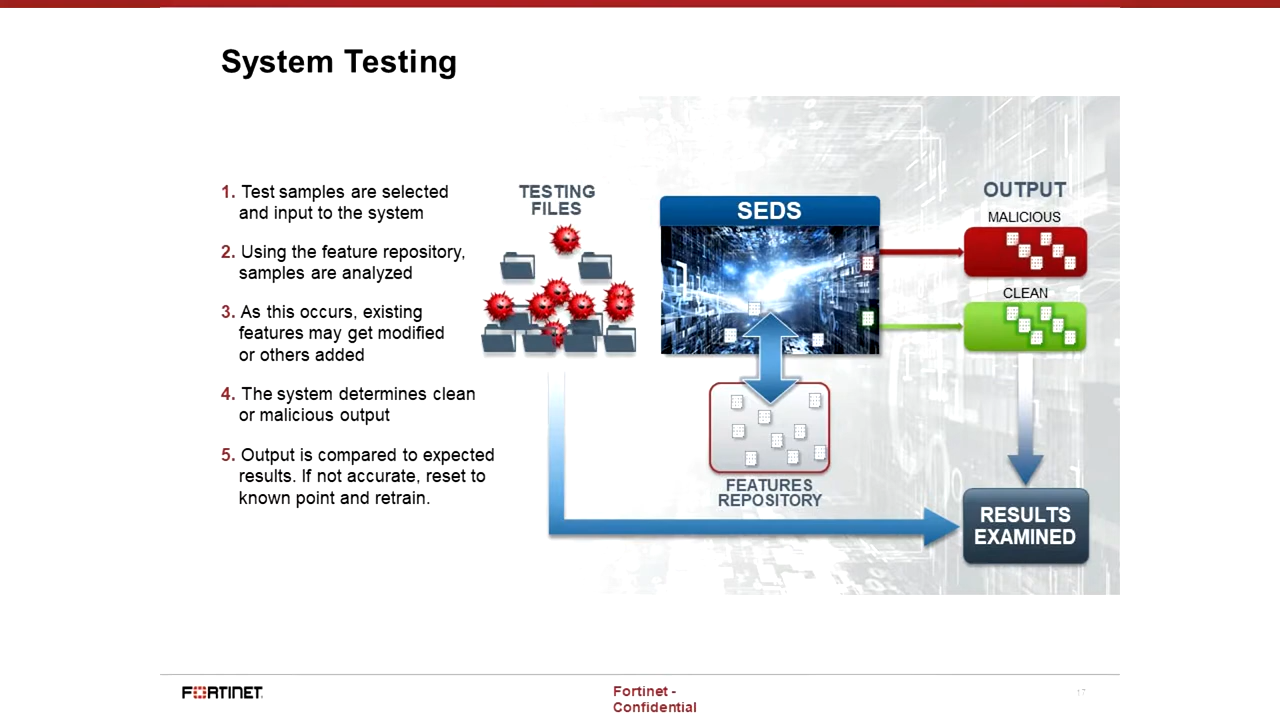 System Testing
1. Test samples are selected
and input to the system
2. Using the feature repository,
samples are analyzed
3. As this occurs, existing
features may get modified
or others added
4. The system determines clean
or malicious output
5. Output is compared to expected
results. If not accurate, reset to
known point and retrain.
TESTING
FILES
SEDS
FEATURES
REPOSITORY
OUTPUT
MALICIOUS
CLEAN
RESULTS
EXAMINED
FORTINET
Fortinet -
Confidential
17